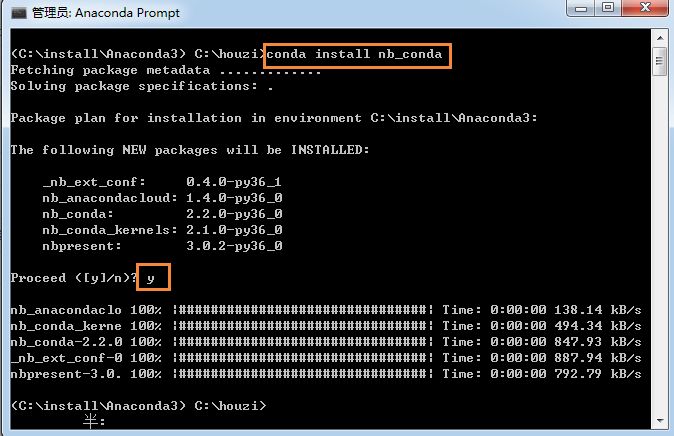 管理员: Anaconda Prompt
(C:\install\Anaconda3) C:\houzi>conda install nb_conda
Fetching package metadata .............
Solving package specifications: .
Package plan for installation in environment C:\install\Anaconda3:
The following NEW packages will be INSTALLED:
_nb_ext_conf: 0.4.0-py36_1
nb_anacondacloud: 1.4.0-py36_0
nb_conda: 2.2.0-py36_0
nb_conda_kernels: 2.1.0-py36_0
nbpresent: 3.0.2-py36_0
Proceed ([y]/n)? y
nb_anacondaclo 100% |###############################| Time: 0:00:00 138.14 kB/s
nb_conda_kerne 100% |###############################| Time: 0:00:00 494.34 kB/s
nb_conda-2.2.0 100% |###############################| Time: 0:00:00 847.93 kB/s
_nb_ext_conf-0 100% |###############################| Time: 0:00:00 887.94 kB/s
nbpresent-3.0. 100% |###############################| Time: 0:00:00 792.79 kB/s
(C:\install\Anaconda3) C:\houzi>
半: